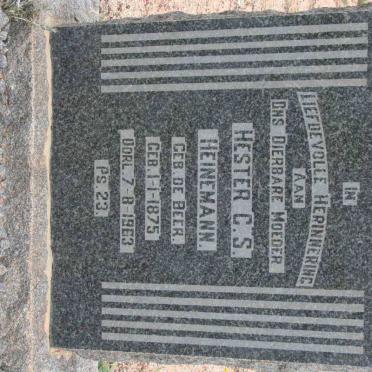 IN
LIEFDEVOLLE HERINNERING
AAN
ONS DIERBARE MOEDER
HESTER C.S.
HEINEMANN.
GEB. DE BEER.
GEB. 1-1-1875.
OORL. 7-8-1963
PS. 23